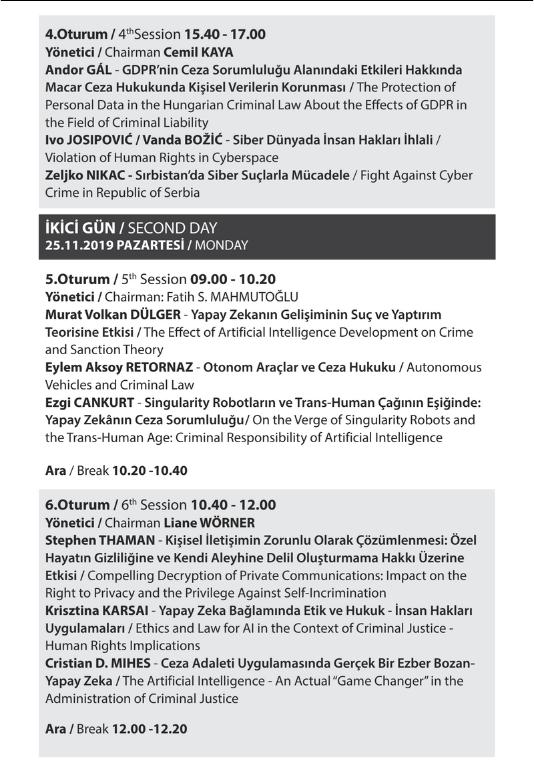 4.Oturum / 4th Session 15.40 - 17.00
Yönetici / Chairman Cemil KAYA
Andor GÁL - GDPR’nin Ceza Sorumluluğu Alanındaki Etkileri Hakkında
Macar Ceza Hukukunda Kişisel Verilerin Korunması / The Protection of
Personal Data in the Hungarian Criminal Law About the Effects of GDPR in
the Field of Criminal Liability
Ivo JOSIPOVIĆ / Vanda BOŽİĆ - Siber Dünyada İnsan Hakları İhlali /
Violation of Human Rights in Cyberspace
Zeljko NIKAC - Sırbistan’da Siber Suçlarla Mücadele / Fight Against Cyber
Crime in Republic of Serbia
İKİCİ GÜN / SECOND DAY
25.11.2019 PAZARTESİ / MONDAY
5.Oturum / 5th Session 09.00 - 10.20
Yönetici / Chairman: Fatih S. MAHMUTOĞLU
Murat Volkan DÜLGER - Yapay Zekanın Gelişiminin Suç ve Yaptırım
Teorisine Etkisi / The Effect of Artificial Intelligence Development on Crime
and Sanction Theory
Eylem Aksoy RETORNAZ - Otonom Araçlar ve Ceza Hukuku / Autonomous
Vehicles and Criminal Law
Ezgi CANKURT - Singularity Robotların ve Trans-Human Çağının Eşiğinde:
Yapay Zekânın Ceza Sorumluluğu/ On the Verge of Singularity Robots and
the Trans-Human Age: Criminal Responsibility of Artificial Intelligence
Ara / Break 10.20 -10.40
6.Oturum / 6th Session 10.40 - 12.00
Yönetici / Chairman Liane WÖRNER
Stephen THAMAN - Kişisel İletişimin Zorunlu Olarak Çözümlenmesi: Özel
Hayatın Gizliliğine ve Kendi Aleyhine Delil Oluşturmama Hakkı Üzerine
Etkisi / Compelling Decryption of Private Communications: Impact on the
Right to Privacy and the Privilege Against Self-Incrimination
Krisztina KARSAI - Yapay Zeka Bağlamında Etik ve Hukuk - İnsan Hakları
Uygulamaları / Ethics and Law for AI in the Context of Criminal Justice -
Human Rights Implications
Cristian D. MIHES - Ceza Adaleti Uygulamasında Gerçek Bir Ezber Bozan-
Yapay Zeka / The Artificial Intelligence - An Actual “Game Changer” in the
Administration of Criminal Justice
Ara / Break 12.00 -12.20